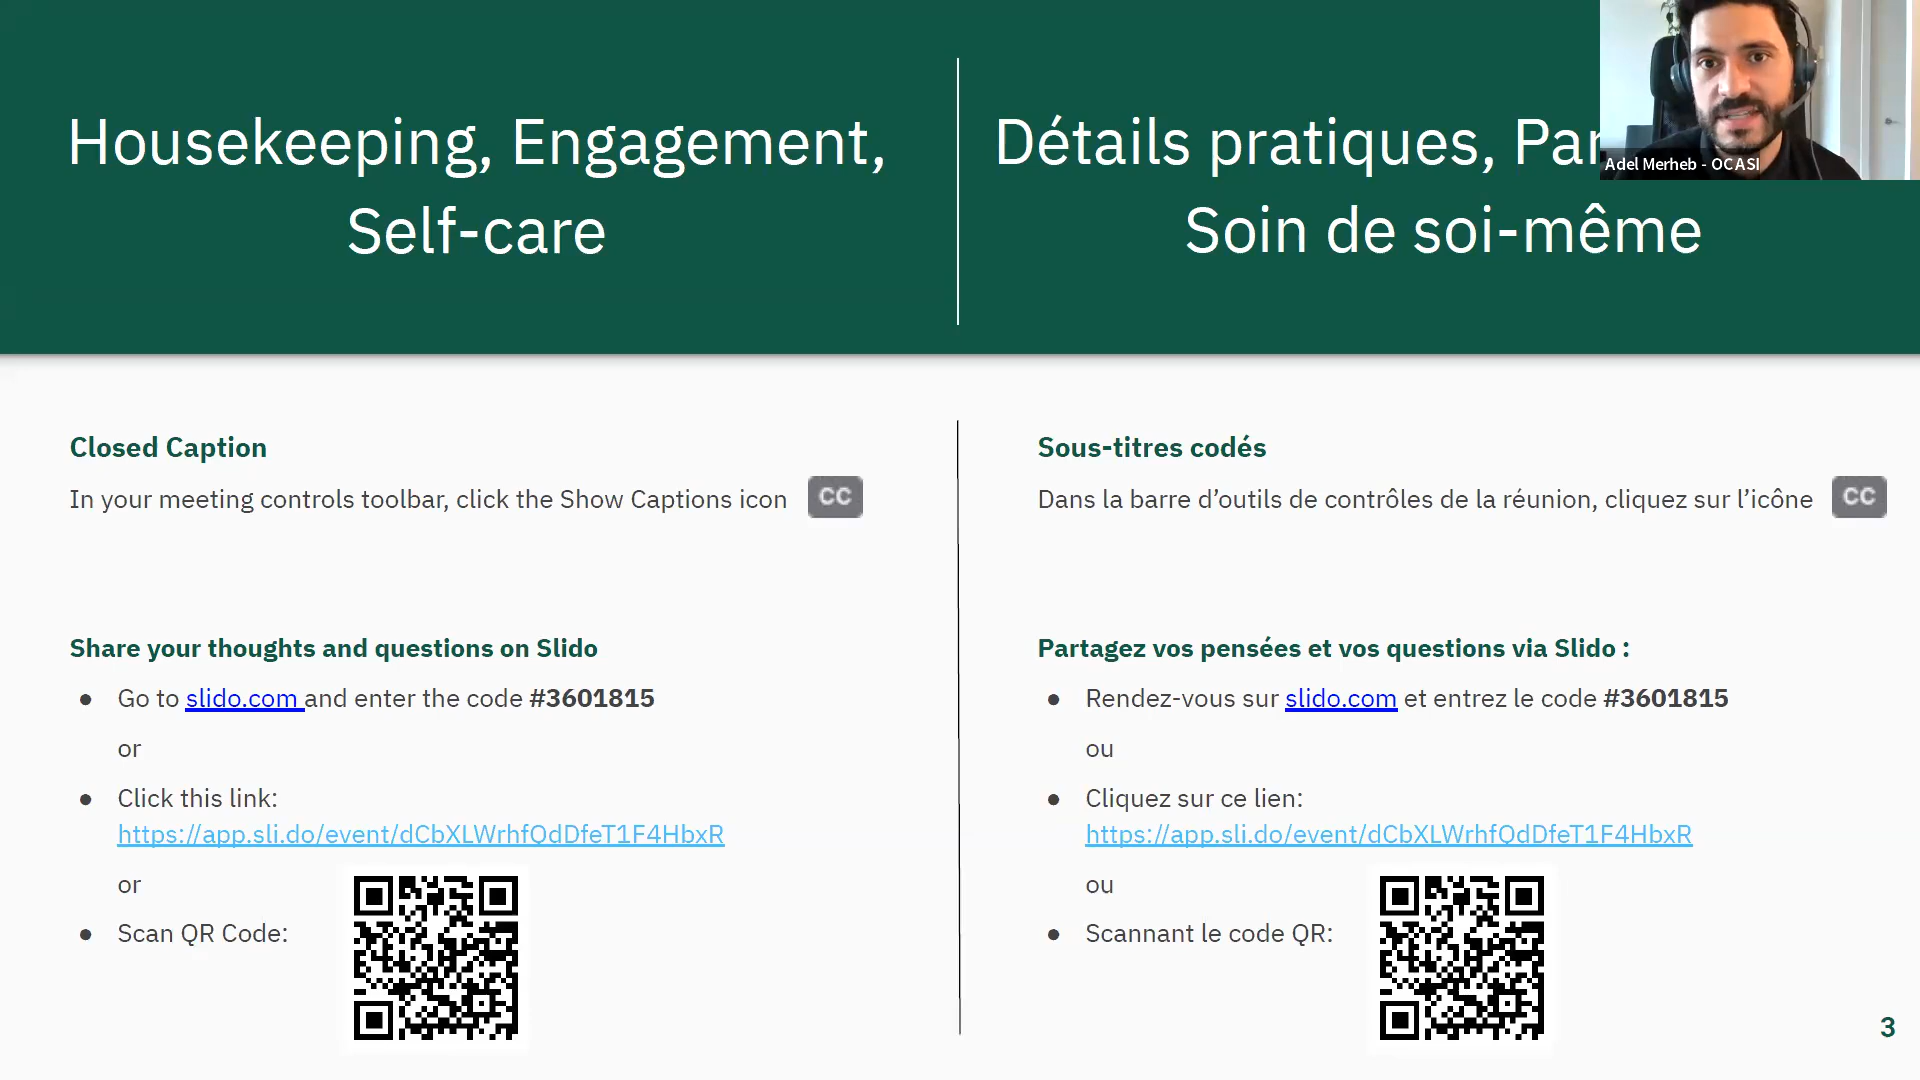 Housekeeping, Engagement,
Self-care
Détails pratiques,
Soin de soi-même
Adel Merheb - OCASI
Closed Caption
In your meeting controls toolbar, click the Show Captions icon CC
Share your thoughts and questions on Slido
● Go to slido.com and enter the code #3601815
or
● Click this link:
https://app.sli.do/event/dCbXLWrhfQdDfeT1F4HbxR
or
● Scan QR Code:
Sous-titres codés
Dans la barre d’outils de contrôles de la réunion, cliquez sur l’icône CC
Partagez vos pensées et vos questions via Slido :
● Rendez-vous sur slido.com et entrez le code #3601815
ou
● Cliquez sur ce lien:
https://app.sli.do/event/dCbXLWrhfQdDfeT1F4HbxR
ou
● Scannant le code QR:
3